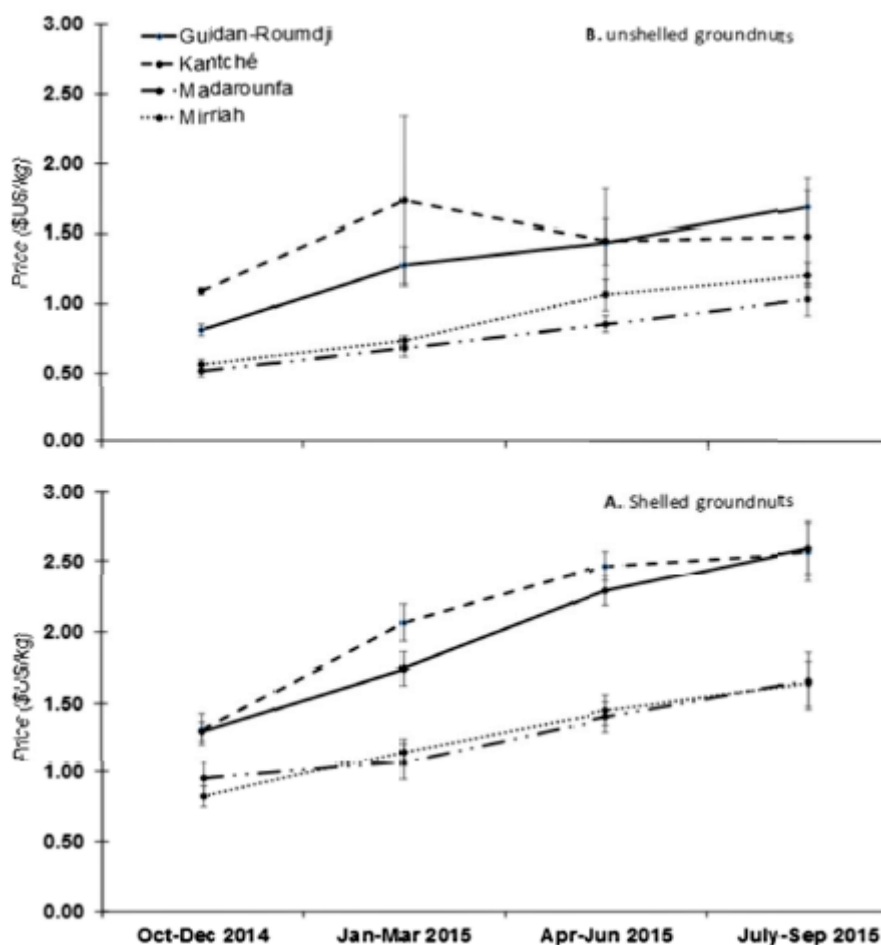 3.00
Guidan-Roumdji
B. unshelled groundnuts
Kantché
2.50
Madarounfa
Mirriah
2.00
Price ($US/kg)
1.50
1.00
0.50
0.00
3.00
A. Shelled groundnuts
2.50
2.00
Price ($US/kg)
1.50
1.00
0.50
0.00
Oct-Dec 2014 Jan-Mar 2015 Apr-Jun 2015 July-Sep 2015